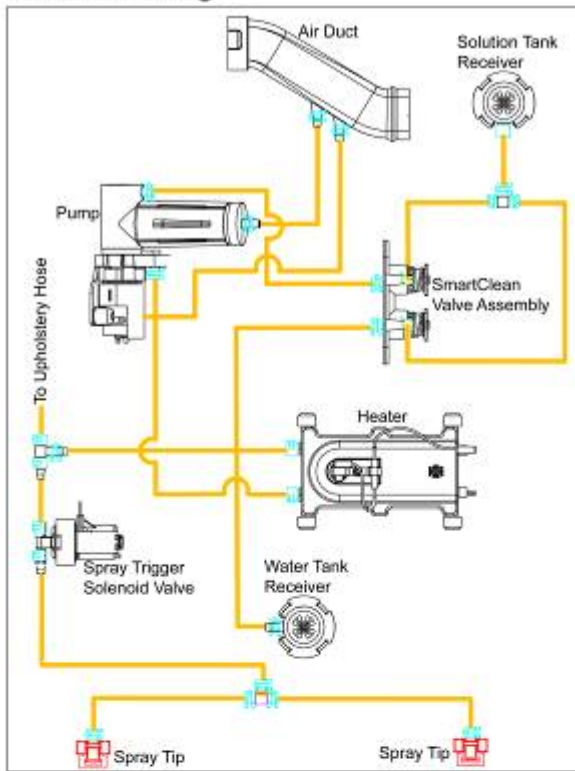 Air Duct
Solution Tank
Receiver
Pump
SmartClean
Valve Assembly
To Upholstery Hose
Heater
Spray Trigger
Solenoid Valve
Water Tank
Receiver
Spray Tip
Spray Tip